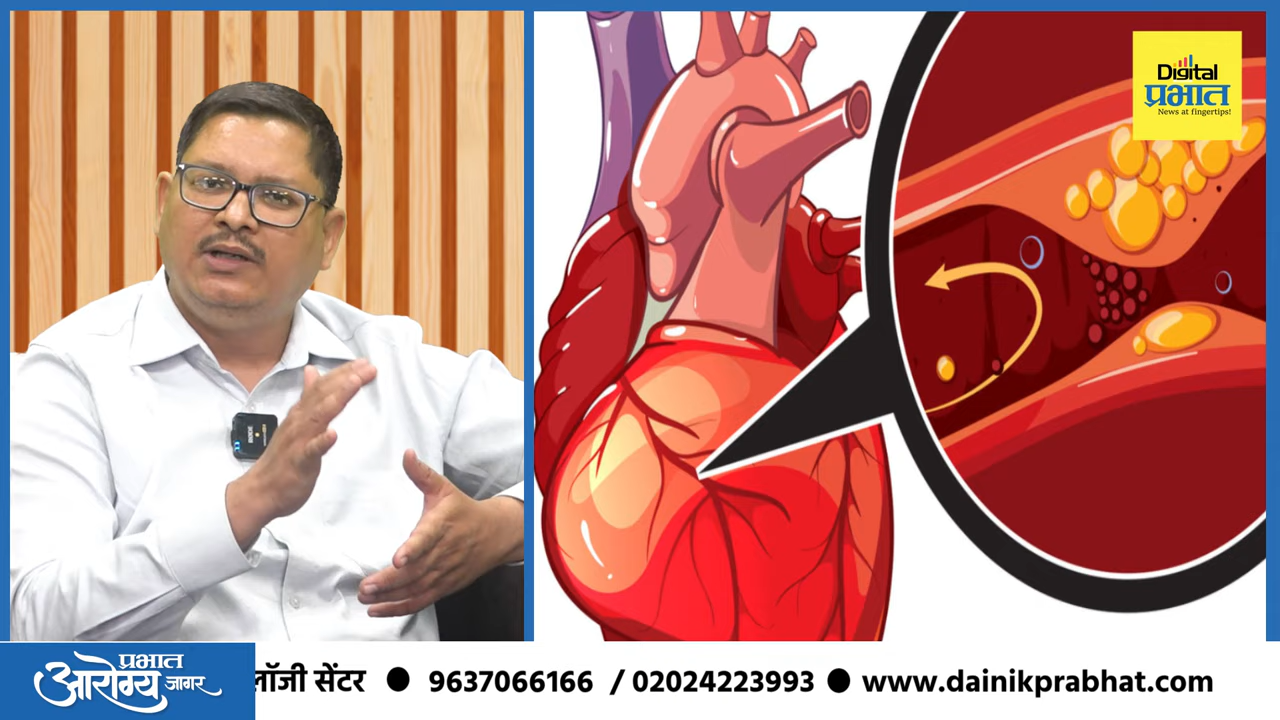 Digital
प्रभात
News at fingertips!
प्रभात
आरोग्य जागर
लॉजी सेंटर ● 9637066166 / 02024223993 ● www.dainikprabhat.com